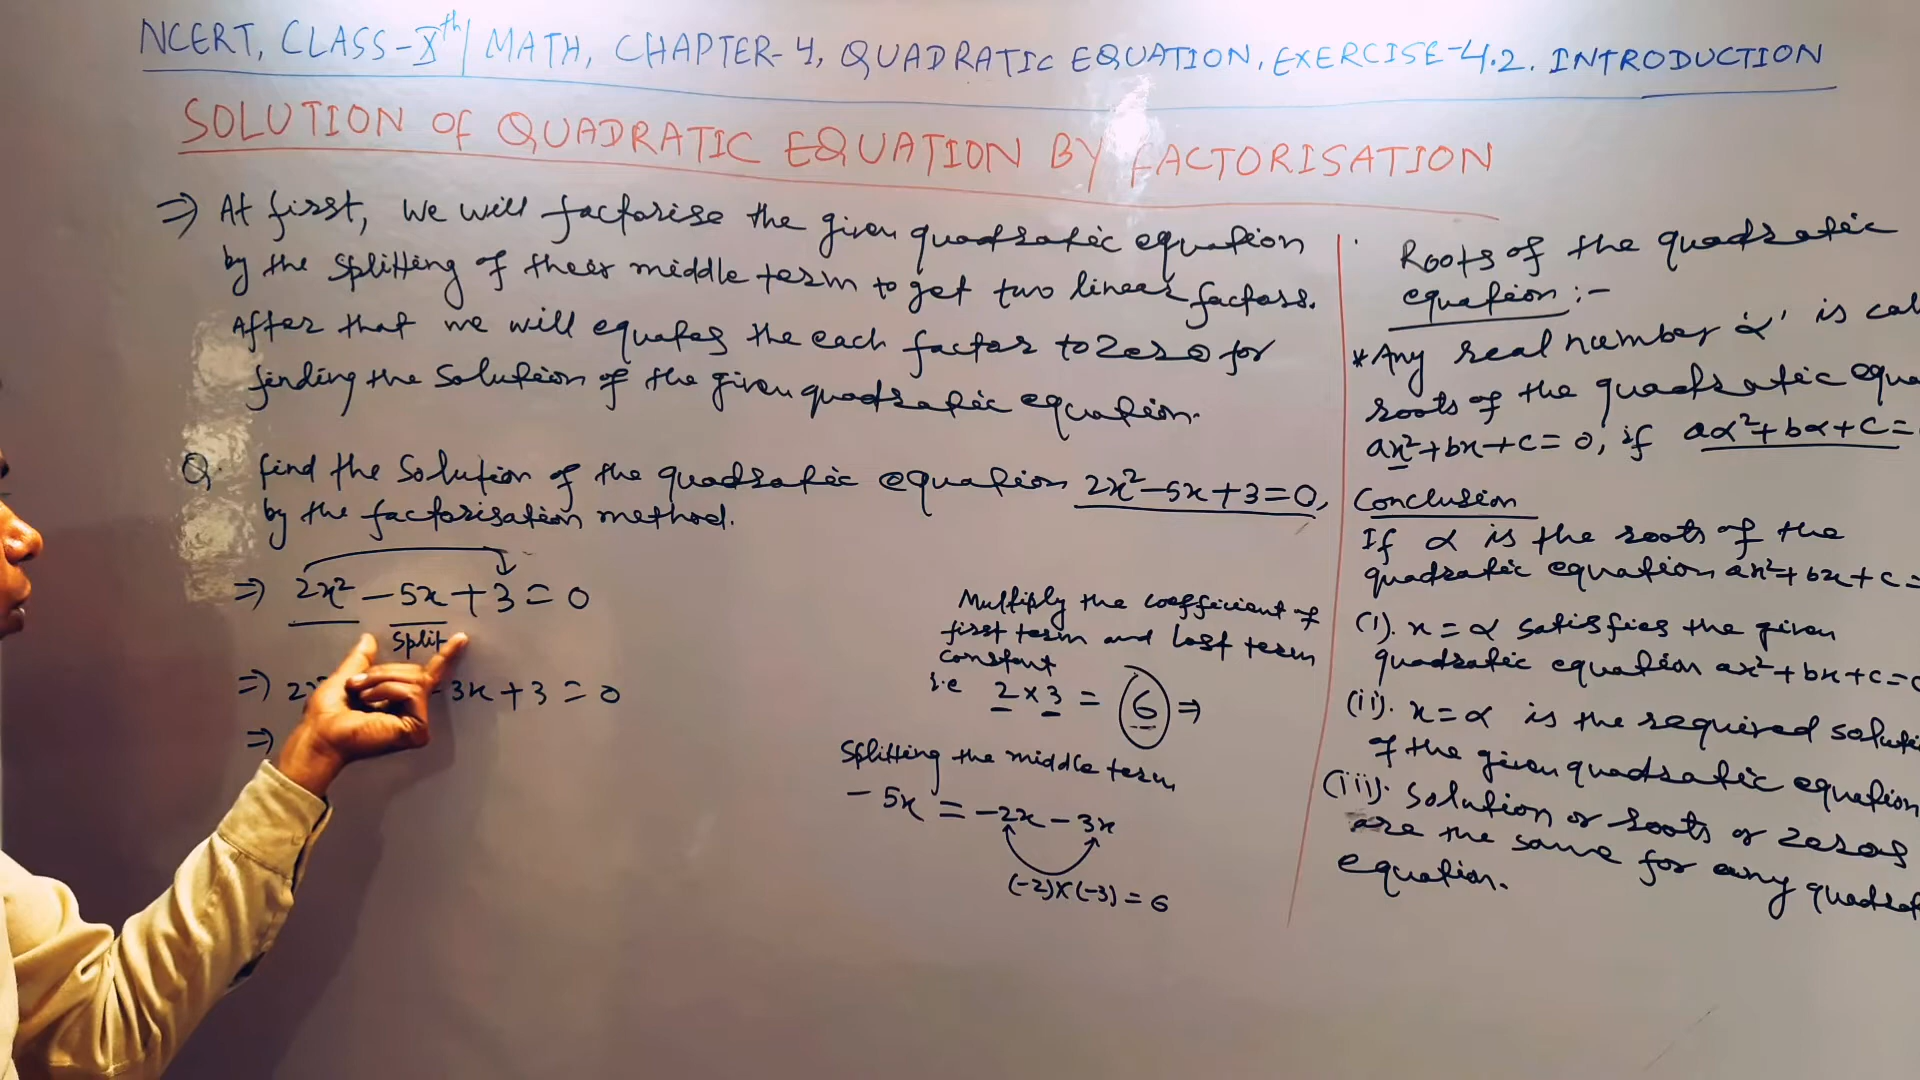 NCERT, CLASS-Xth/ MATH, CHAPTER-4, QUADRATIC EQUATION, EXERCISE-4.2. INTRODUCTION
SOLUTION OF QUADRATIC EQUATION BY FACTORISATION
⇒ At first, we will factorise the given quadratic equation
by the splitting of their middle term to get two linear factors.
After that we will equates the each factor to zero for
finding the solution of the given quadratic equation.
Q. Find the solution of the quadratic equation 2x²-5x+3=0,
by the factorisation method.
⇒ 2x² - 5x + 3 = 0
split
⇒ 2x - 3x + 3 = 0
⇒
Multiply the coefficient of
first term and last term
constant
i.e 2 × 3 = 6 ⇒
Splitting the middle term
- 5x = -2x - 3x
(-2)×(-3) = 6
Roots of the quadratic
equation :-
*Any real number 'α' is
roots of the quadratic
ax²+bx+c=0, if aα²+bα+c=
Conclusion
If α is the roots of the
quadratic equation ax²+bx+c=
(i). x=α satisfies the given
quadratic equation ax²+bx+c=
(ii). x=α is the required
of the given quadratic equation
(iii). Solution or roots or zeros
are the same for any
equation.